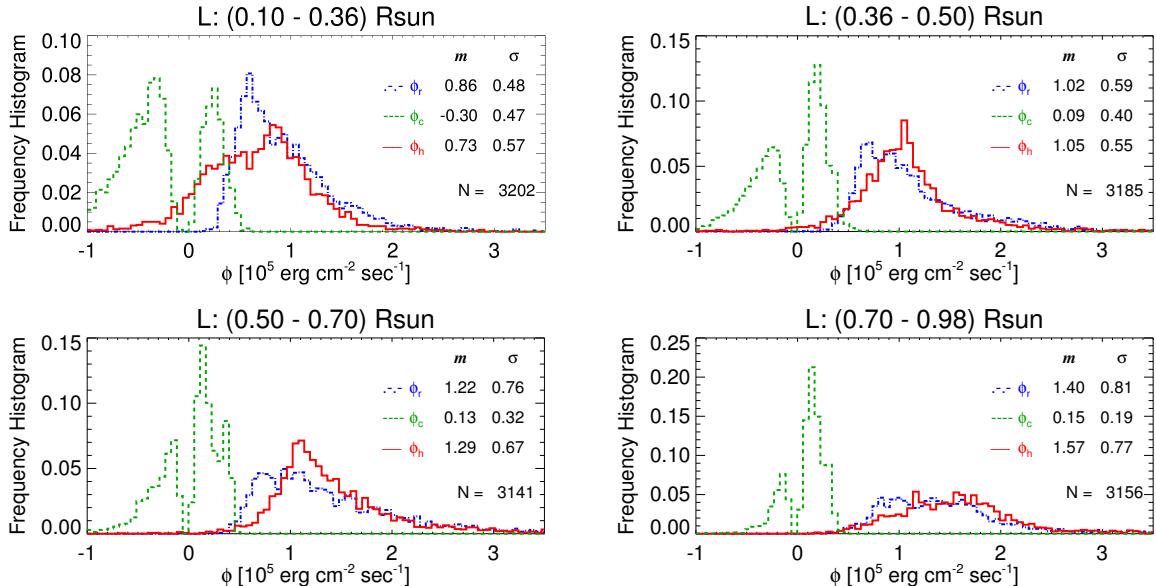 L: (0.10 - 0.36) Rsun
Frequency Histogram
0.10
0.08
0.06
0.04
0.02
0.00
m σ
ϕr 0.86 0.48
ϕc -0.30 0.47
ϕh 0.73 0.57
N = 3202
-1 0 1 2 3
ϕ [10⁵ erg cm⁻² sec⁻¹]
L: (0.36 - 0.50) Rsun
Frequency Histogram
0.15
0.10
0.05
0.00
m σ
ϕr 1.02 0.59
ϕc 0.09 0.40
ϕh 1.05 0.55
N = 3185
-1 0 1 2 3
ϕ [10⁵ erg cm⁻² sec⁻¹]
L: (0.50 - 0.70) Rsun
Frequency Histogram
0.15
0.10
0.05
0.00
m σ
ϕr 1.22 0.76
ϕc 0.13 0.32
ϕh 1.29 0.67
N = 3141
-1 0 1 2 3
ϕ [10⁵ erg cm⁻² sec⁻¹]
L: (0.70 - 0.98) Rsun
Frequency Histogram
0.25
0.20
0.15
0.10
0.05
0.00
m σ
ϕr 1.40 0.81
ϕc 0.15 0.19
ϕh 1.57 0.77
N = 3156
-1 0 1 2 3
ϕ [10⁵ erg cm⁻² sec⁻¹]